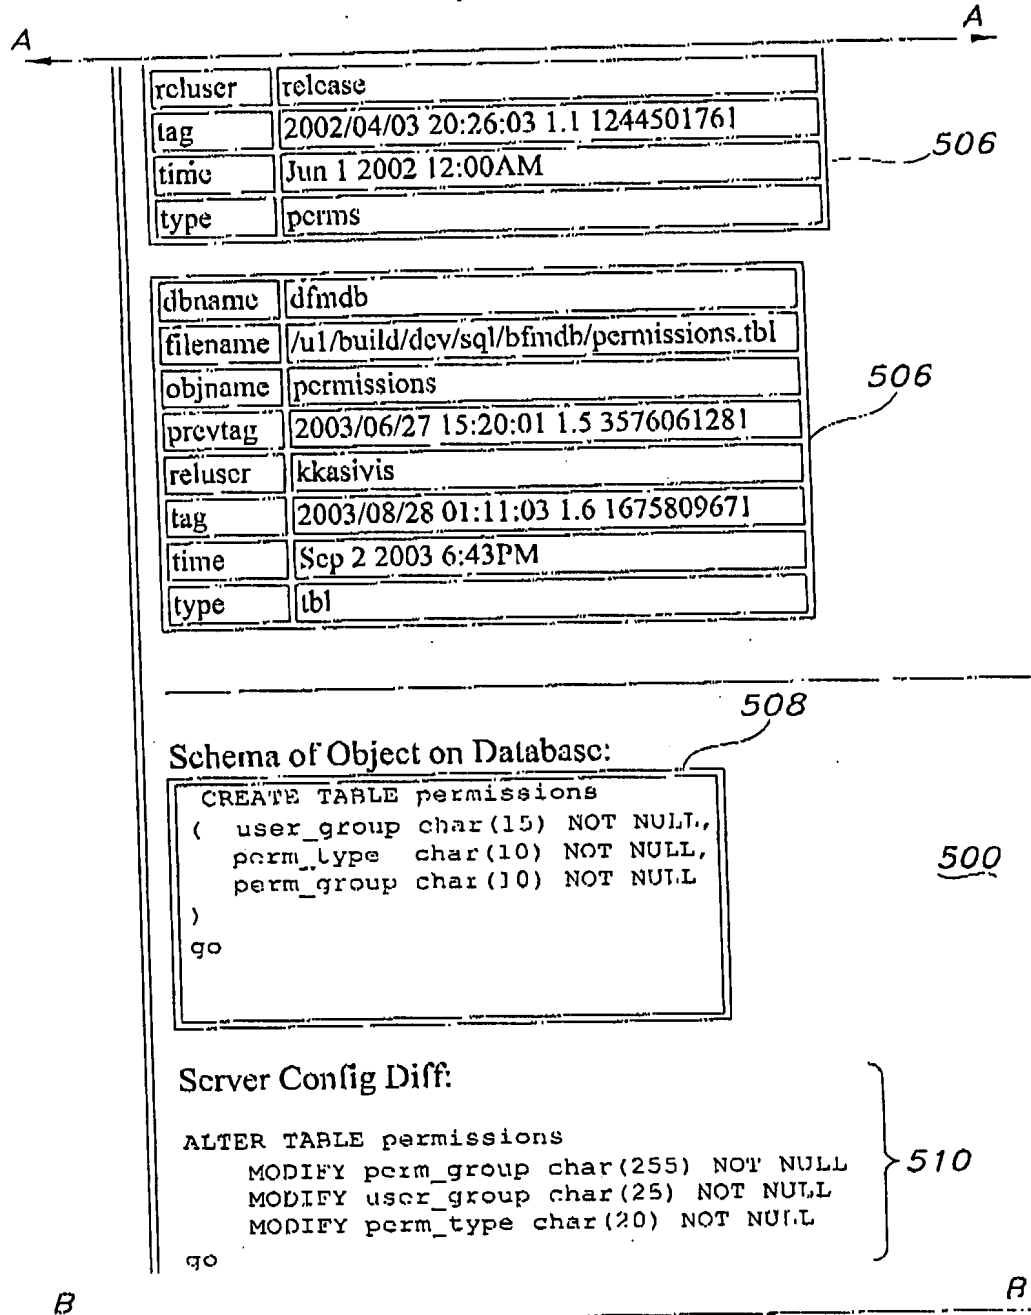 A A
reluser release
tag 2002/04/03 20:26:03 1.1 1244501761
time Jun 1 2002 12:00AM
type perms
506
dbname dfmdb
filename /u1/build/dev/sql/bfmdb/permissions.tbl
objname permissions
prevtag 2003/06/27 15:20:01 1.5 3576061281
reluser kkasivis
tag 2003/08/28 01:11:03 1.6 1675809671
time Sep 2 2003 6:43PM
type tbl
506
508
Schema of Object on Database:
CREATE TABLE permissions
( user_group char(15) NOT NULL,
perm_type char(10) NOT NULL,
perm_group char(10) NOT NULL
)
go
500
Server Config Diff:
ALTER TABLE permissions
MODIFY perm_group char(255) NOT NULL
MODIFY user_group char(25) NOT NULL
MODIFY perm_type char(20) NOT NULL
go
510
B B